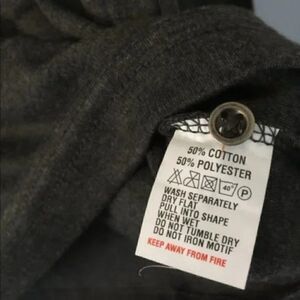 50% COTTON
50% POLYESTER
40° P
WASH SEPARATELY
DRY FLAT
PULL INTO SHAPE
WHEN WET
DO NOT TUMBLE DRY
DO NOT IRON MOTIF
KEEP AWAY FROM FIRE